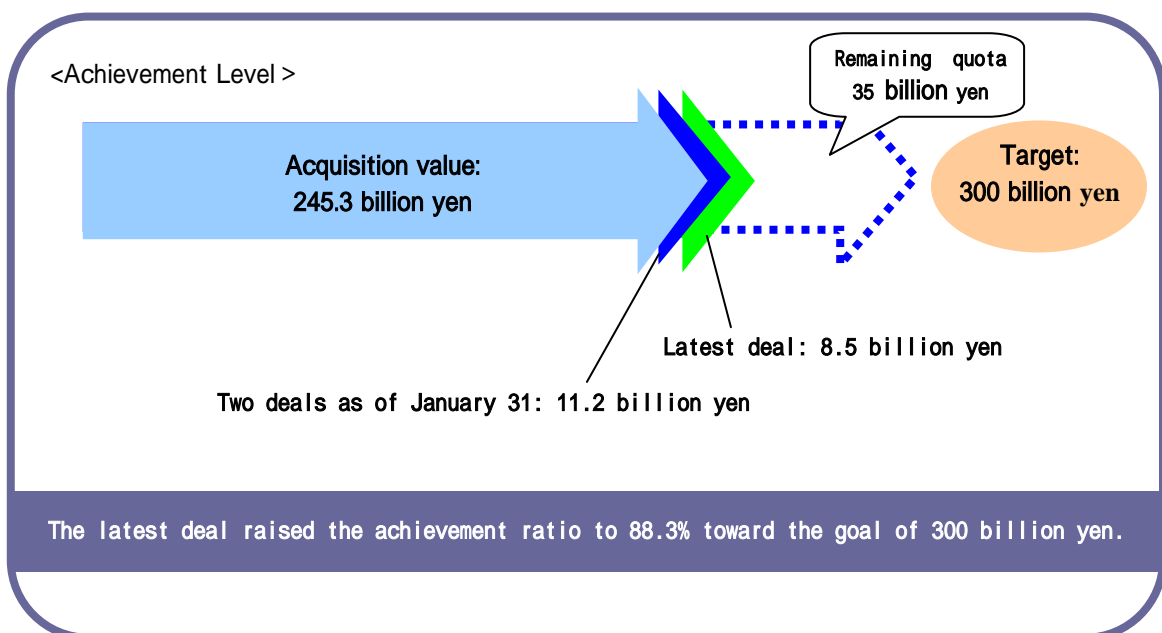 <Achievement Level>
Remaining quota
35 billion yen
Acquisition value:
245.3 billion yen
Target:
300 billion yen
Latest deal: 8.5 billion yen
Two deals as of January 31: 11.2 billion yen
The latest deal raised the achievement ratio to 88.3% toward the goal of 300 billion yen.